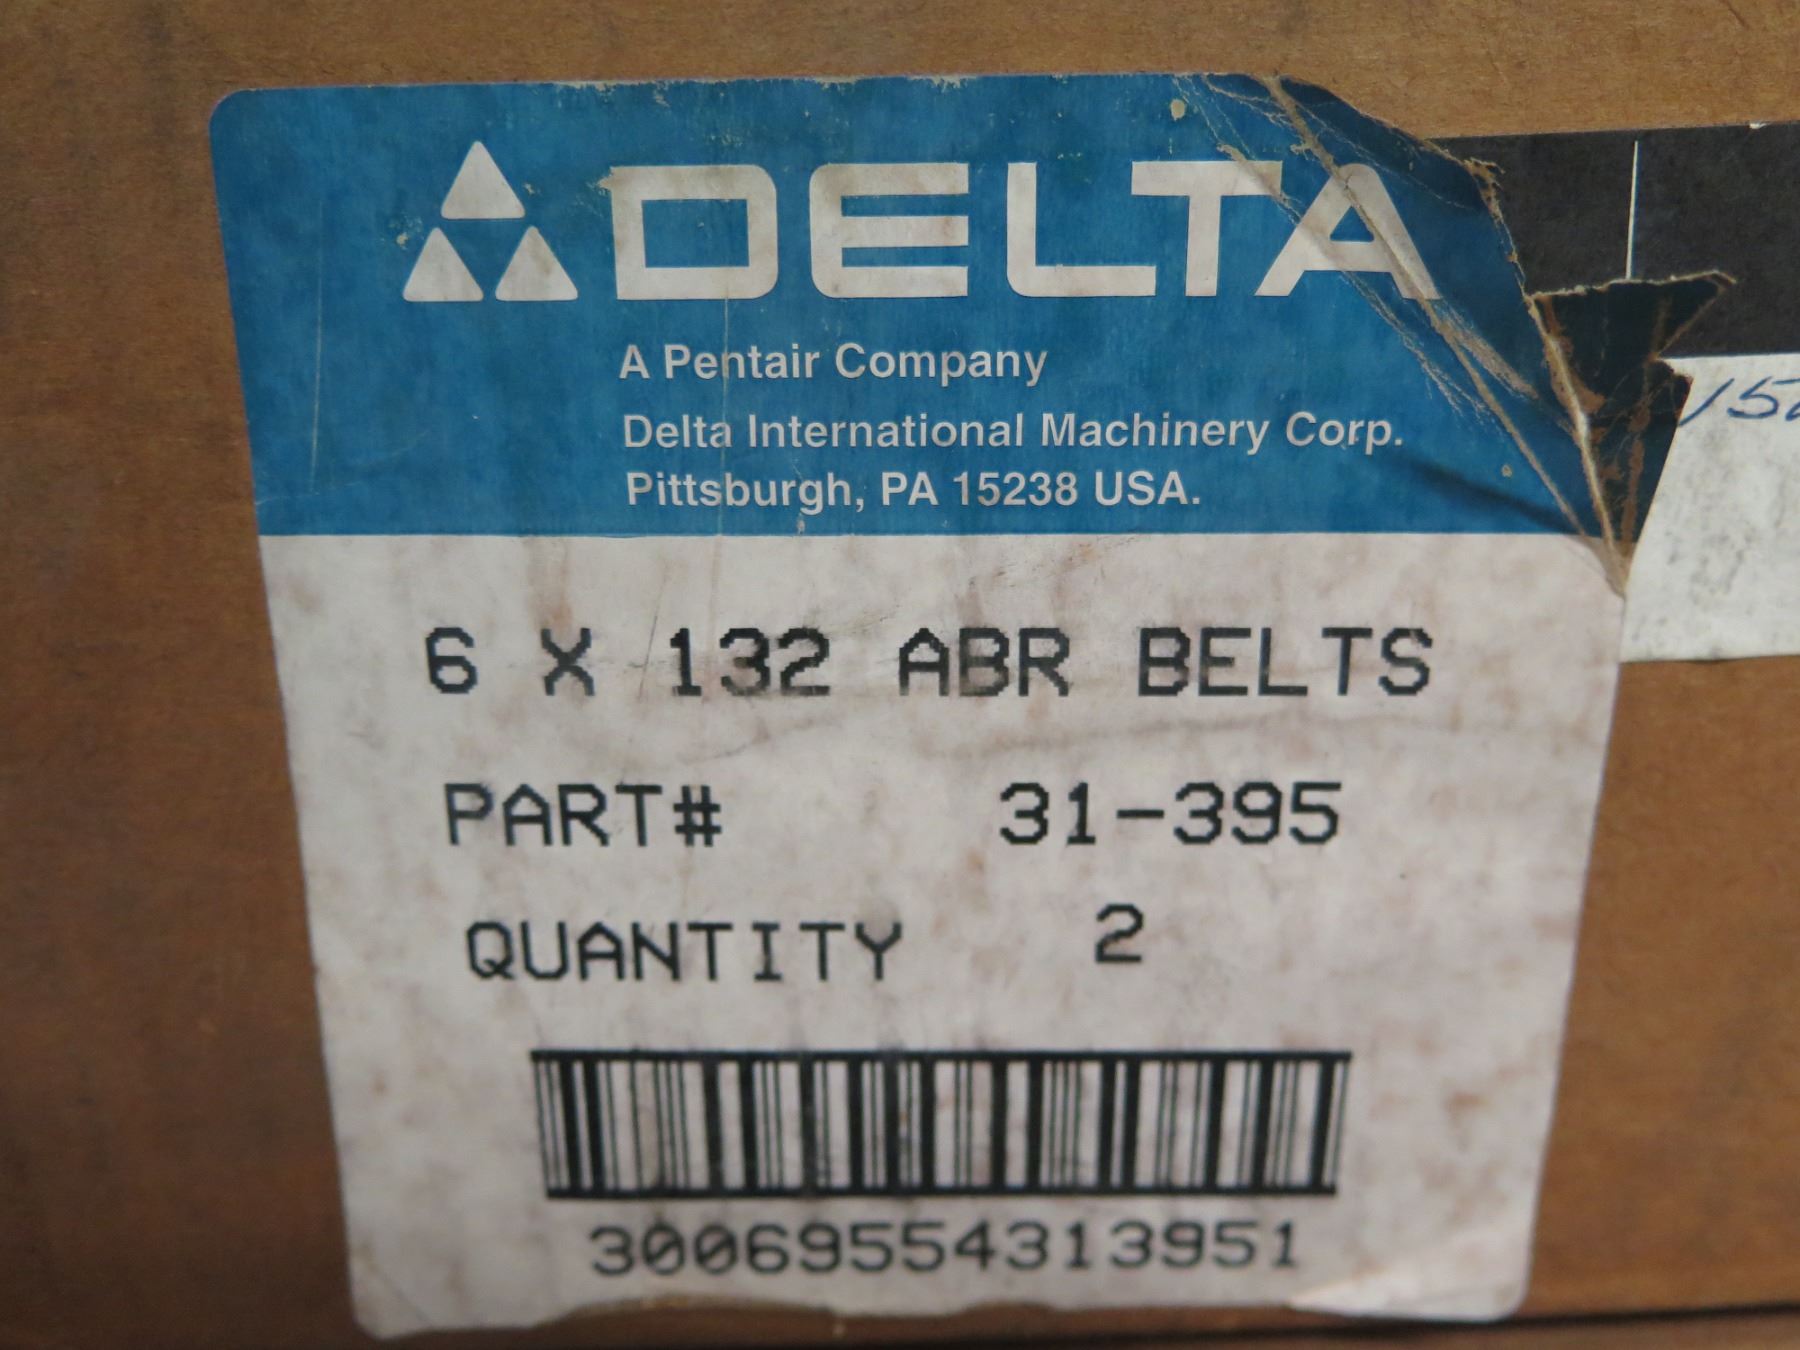 DELTA
A Pentair Company
Delta International Machinery Corp.
Pittsburgh, PA 15238 USA.
6 X 132 ABR BELTS
PART# 31-395
QUANTITY 2
30069554313951